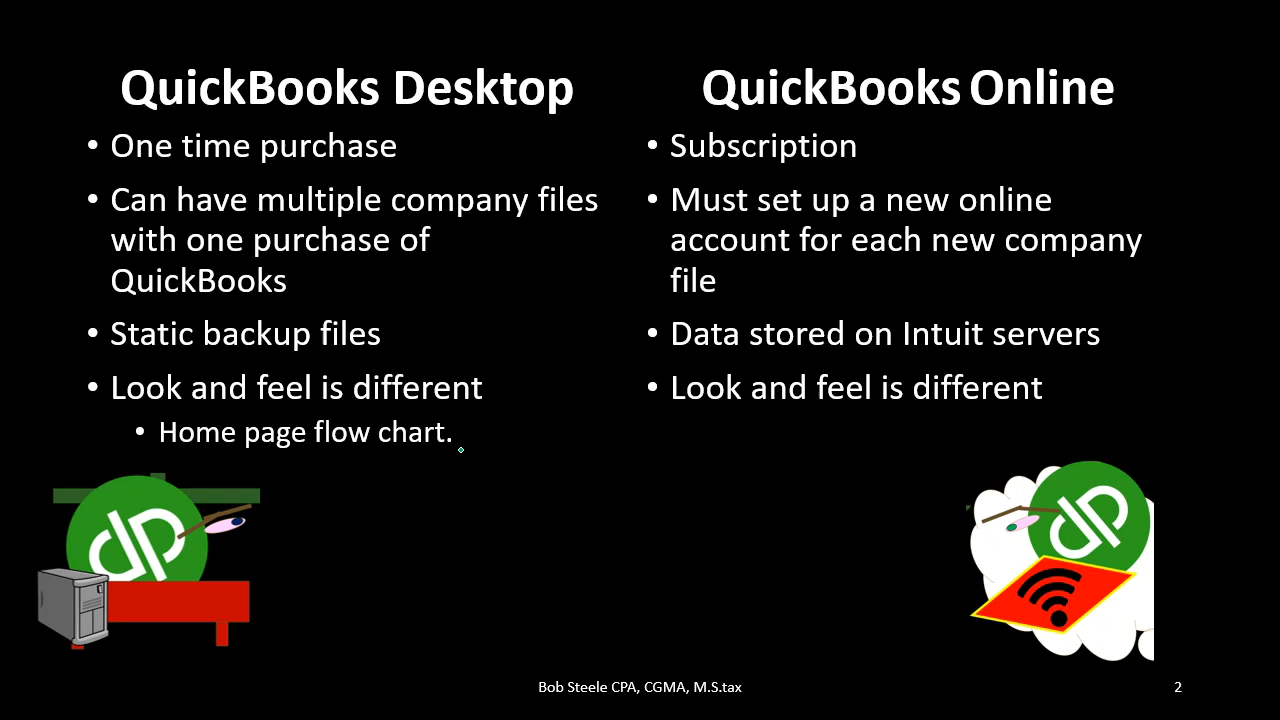 QuickBooks Desktop
• One time purchase
• Can have multiple company files
with one purchase of
QuickBooks
• Static backup files
• Look and feel is different
• Home page flow chart.
QuickBooks Online
• Subscription
• Must set up a new online
account for each new company
file
• Data stored on Intuit servers
• Look and feel is different
Bob Steele CPA, CGMA, M.S.tax
2